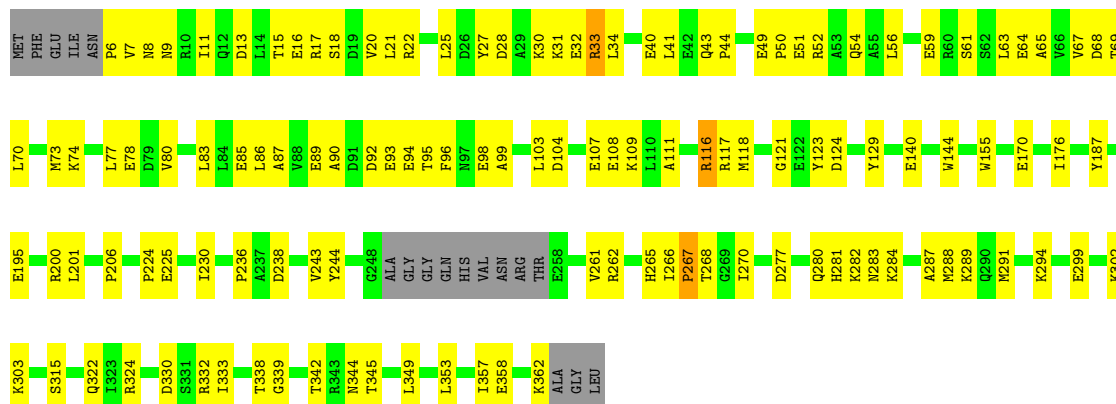 MET PHE GLU ILE ASN P6 V7 N8 N9 R10 I11 Q12 D13 L14 T15 E16 R17 S18 D19 V20 L21 R22 L25 D26 Y27 D28 A29 K30 K31 E32 R33 L34 E40 L41 E42 Q43 P44 E49 P50 E51 R52 A53 Q54 A55 L56 E59 R60 S61 S62 L63 E64 A65 V66 V67 D68 T69
L70 M73 K74 L77 E78 D79 V80 L83 L84 E85 L86 A87 V88 E89 A90 D91 D92 E93 E94 T95 F96 N97 E98 A99 L103 D104 E107 E108 K109 L110 A111 R116 R117 M118 G121 E122 Y123 D124 Y129 E140 W144 W155 E170 I176 Y187
E195 R200 L201 P206 P224 E225 I230 P236 A237 D238 V243 Y244 G248 ALA GLY GLY GLN HIS VAL ASN ARG THR E258 V261 R262 H265 I266 P267 T268 G269 I270 D277 Q280 H281 K282 N283 K284 A287 M288 K289 Q290 M291 K294 E299 K302
K303 S315 Q322 I323 R324 D330 S331 R332 I333 T338 G339 T342 R343 N344 T345 L349 L353 I357 E358 K362 ALA GLY LEU